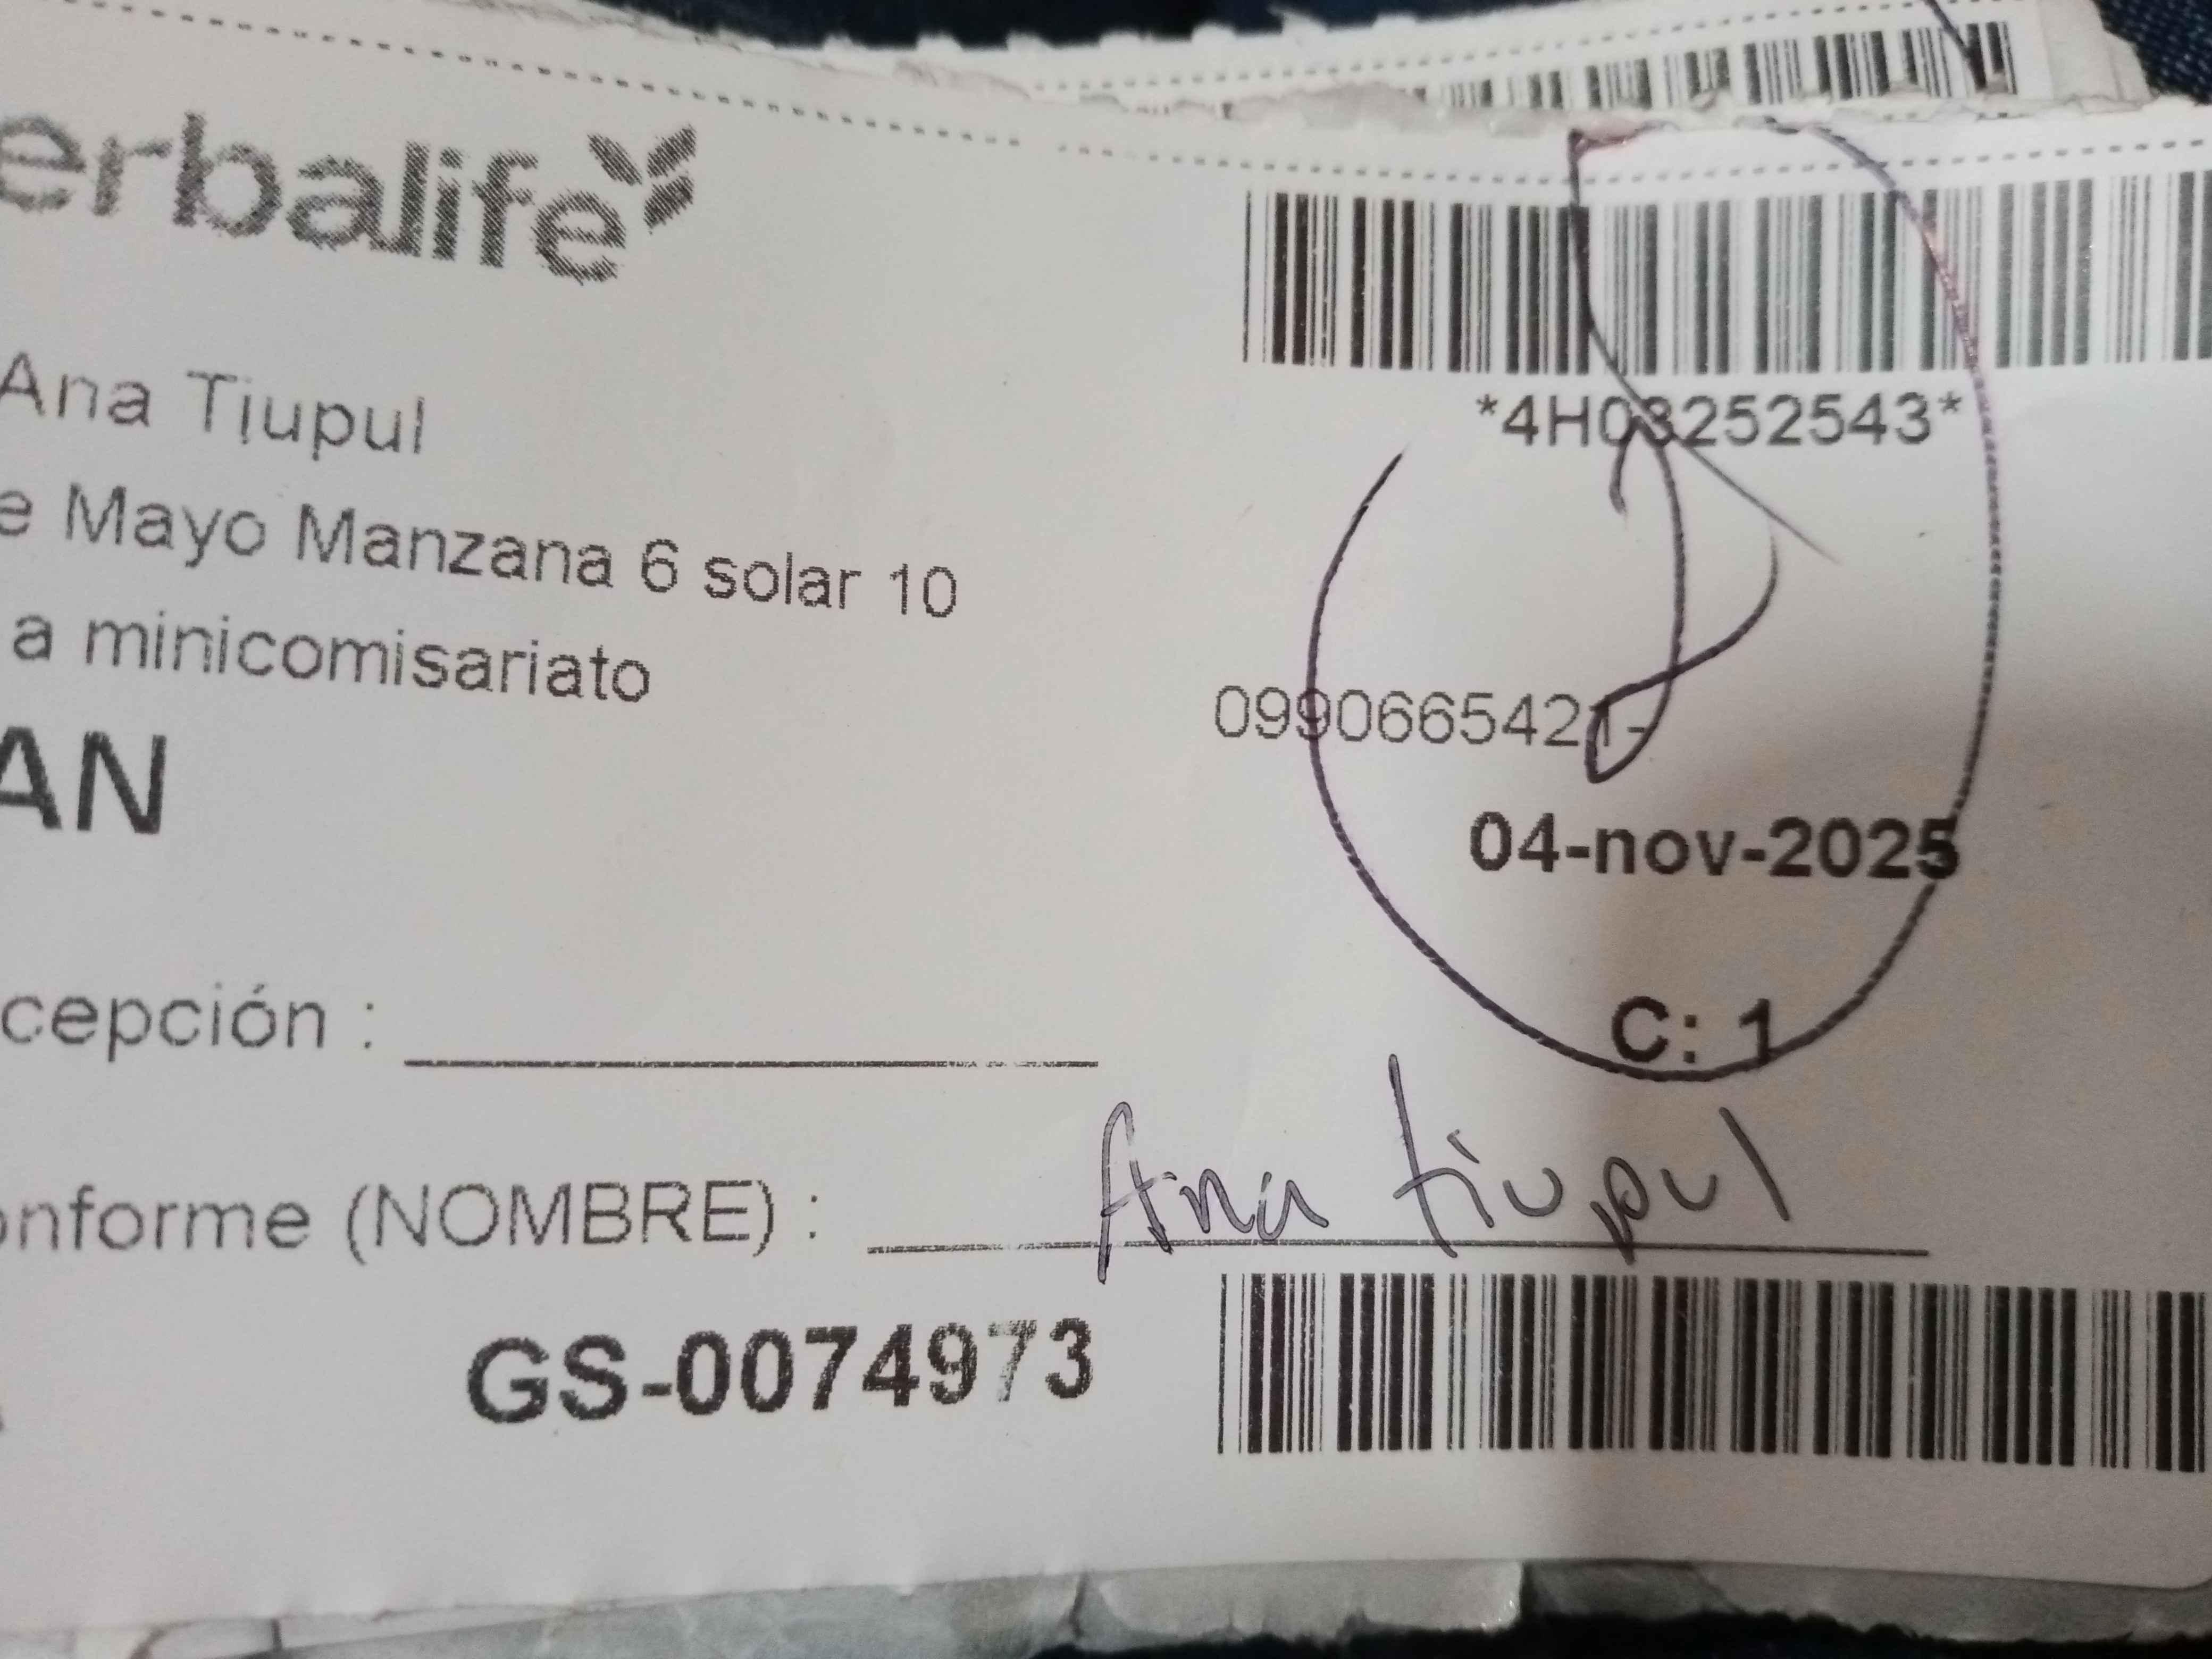 erbalife
Ana Tiupul
*4H03252543*
e Mayo Manzana 6 solar 10
a minicomisariato
0990665421-
AN
04-nov-2025
cepción :
C: 1
onforme (NOMBRE) : Ana tiupul
GS-0074973